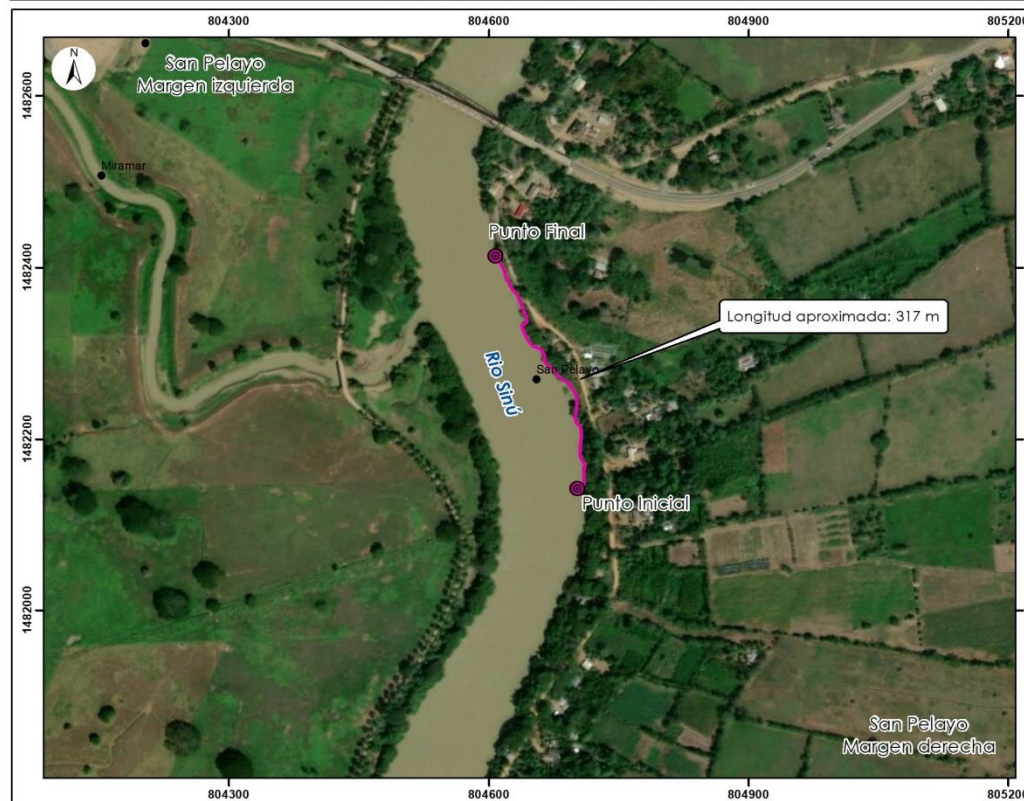 804300 804600 804900 805200
N
San Pelayo
Margen izquierda
1482600
Miramar
Punto Final
1482400
Longitud aproximada: 317 m
San Pelayo
Rio Sinú
1482200
Punto Inicial
1482000
San Pelayo
Margen derecha
804300 804600 804900 805200